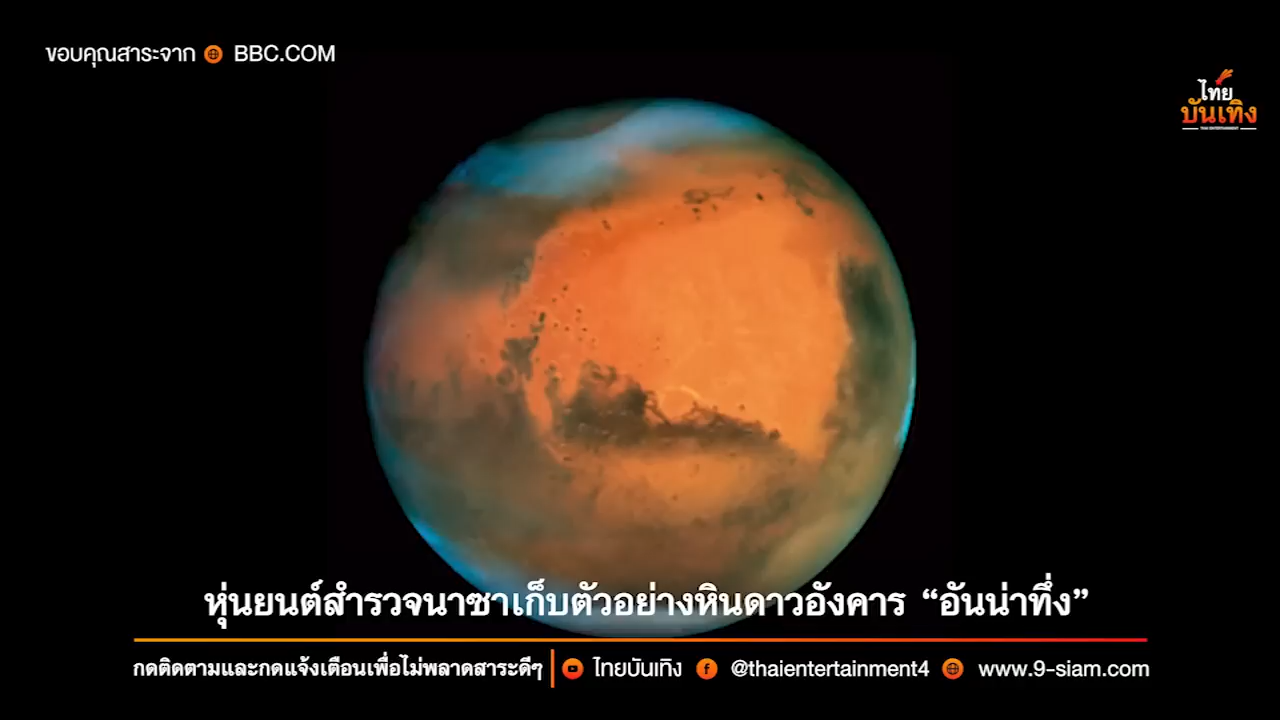 ขอบคุณสาระจาก BBC.COM
ไทย
บันเทิง
THAI ENTERTAINMENT
หุ่นยนต์สำรวจนาซาเก็บตัวอย่างหินดาวอังคาร “อันน่าทึ่ง”
กดติดตามและกดแจ้งเตือนเพื่อไม่พลาดสาระดีๆ ไทยบันเทิง @thaientertainment4 www.9-siam.com